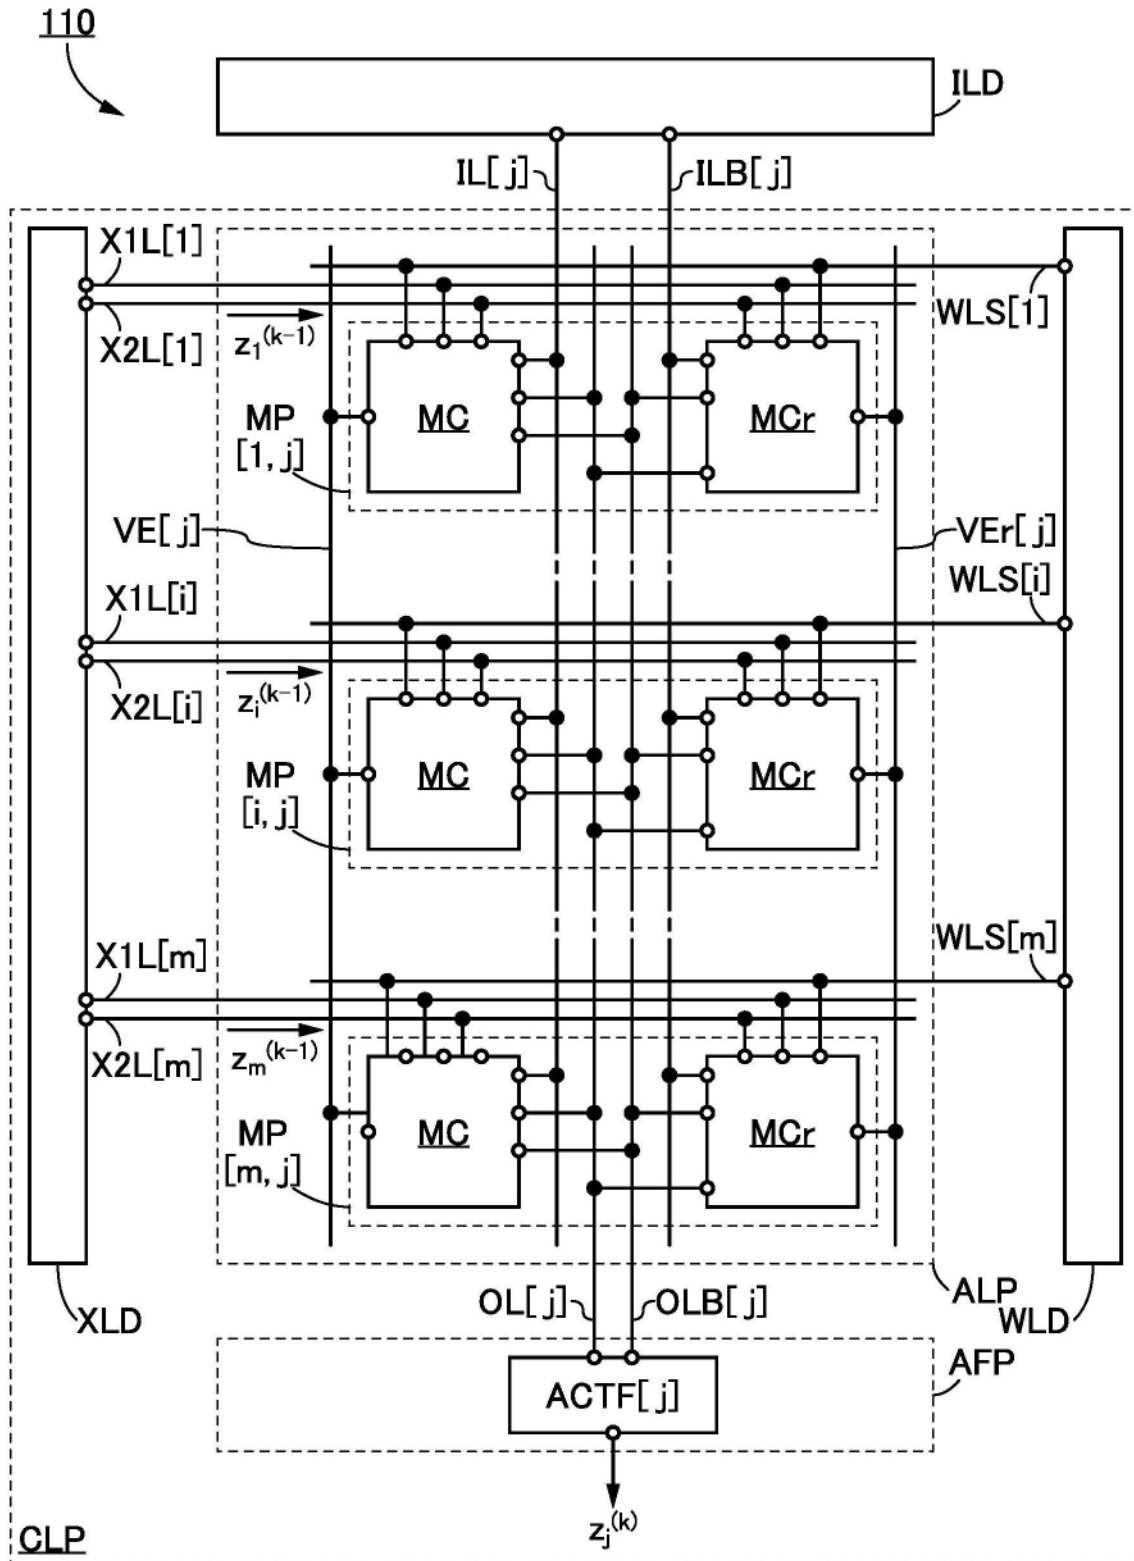 110
ILD
IL[j]
ILB[j]
X1L[1]
X2L[1]
z₁⁽ᵏ⁻¹⁾
WLS[1]
MP
[1,j]
MC
MCr
VE[j]
VEr[j]
X1L[i]
WLS[i]
X2L[i]
zᵢ⁽ᵏ⁻¹⁾
MP
[i,j]
MC
MCr
X1L[m]
WLS[m]
X2L[m]
zₘ⁽ᵏ⁻¹⁾
MP
[m,j]
MC
MCr
XLD
OL[j]
OLB[j]
ALP
WLD
AFP
ACTF[j]
zⱼ⁽ᵏ⁾
CLP